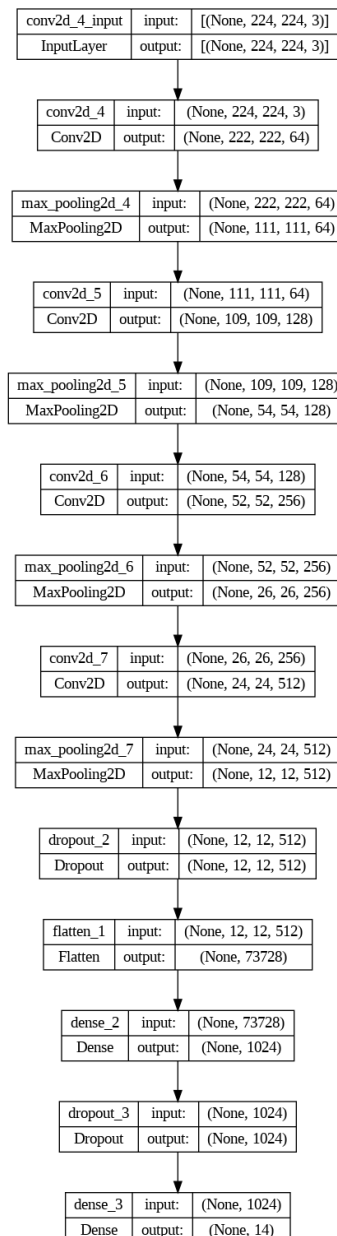 conv2d_4_input input: [(None, 224, 224, 3)]
InputLayer output: [(None, 224, 224, 3)]
conv2d_4 input: (None, 224, 224, 3)
Conv2D output: (None, 222, 222, 64)
max_pooling2d_4 input: (None, 222, 222, 64)
MaxPooling2D output: (None, 111, 111, 64)
conv2d_5 input: (None, 111, 111, 64)
Conv2D output: (None, 109, 109, 128)
max_pooling2d_5 input: (None, 109, 109, 128)
MaxPooling2D output: (None, 54, 54, 128)
conv2d_6 input: (None, 54, 54, 128)
Conv2D output: (None, 52, 52, 256)
max_pooling2d_6 input: (None, 52, 52, 256)
MaxPooling2D output: (None, 26, 26, 256)
conv2d_7 input: (None, 26, 26, 256)
Conv2D output: (None, 24, 24, 512)
max_pooling2d_7 input: (None, 24, 24, 512)
MaxPooling2D output: (None, 12, 12, 512)
dropout_2 input: (None, 12, 12, 512)
Dropout output: (None, 12, 12, 512)
flatten_1 input: (None, 12, 12, 512)
Flatten output: (None, 73728)
dense_2 input: (None, 73728)
Dense output: (None, 1024)
dropout_3 input: (None, 1024)
Dropout output: (None, 1024)
dense_3 input: (None, 1024)
Dense output: (None, 14)